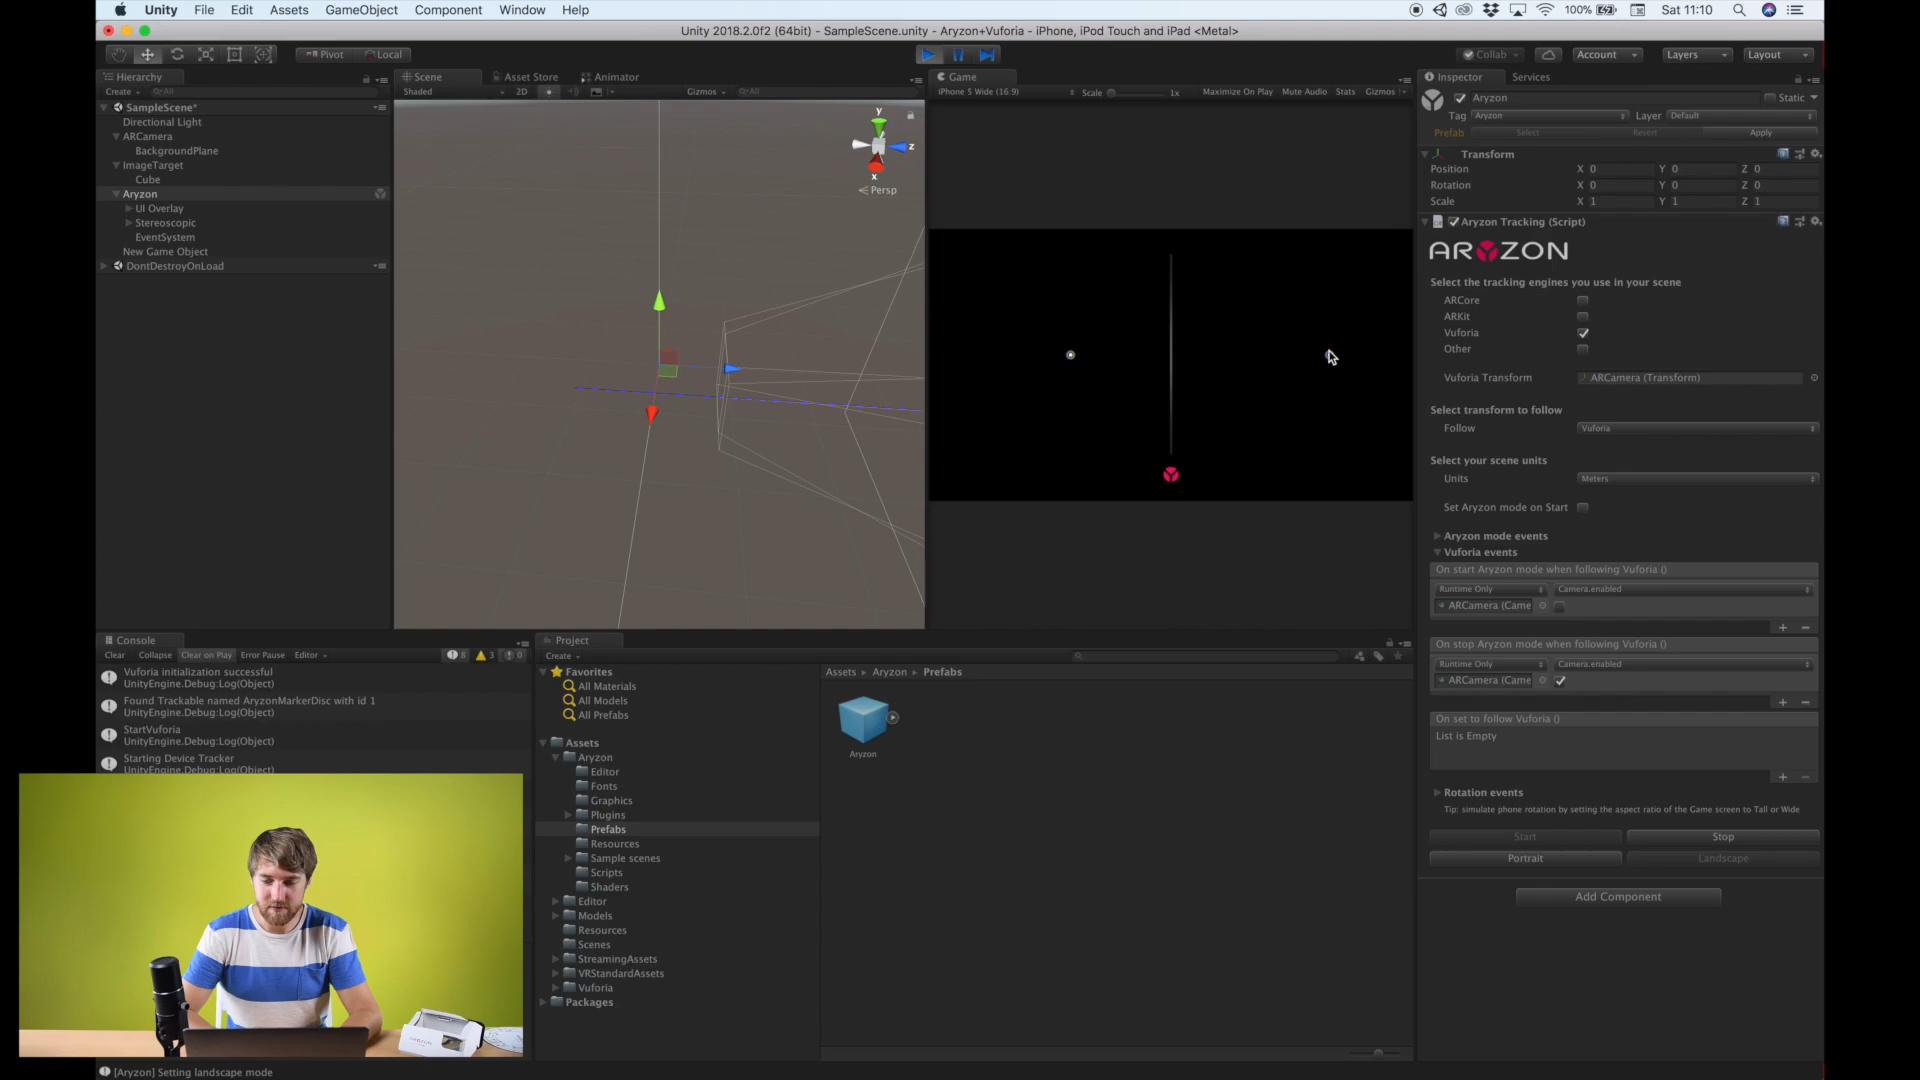 Unity File Edit Assets GameObject Component Window Help 100% Sat 11:10
Unity 2018.2.0f2 (64bit) - SampleScene.unity - Aryzon+Vuforia - iPhone, iPod Touch and iPad <Metal>
Pivot Local Collab Account Layers Layout
Hierarchy
Create All
SampleScene*
Directional Light
ARCamera
BackgroundPlane
ImageTarget
Cube
Aryzon
UI Overlay
Stereoscopic
EventSystem
New Game Object
DontDestroyOnLoad
Scene Asset Store Animator
Shaded 2D Gizmos All
y
z
x
Persp
Game
iPhone 5 Wide (16:9) Scale 1x Maximize On Play Mute Audio Stats Gizmos
Inspector Services
Aryzon Static
Tag Aryzon Layer Default
Prefab Select Revert Apply
Transform
Position X 0 Y 0 Z 0
Rotation X 0 Y 0 Z 0
Scale X 1 Y 1 Z 1
Aryzon Tracking (Script)
ARYZON
Select the tracking engines you use in your scene
ARCore
ARKit
Vuforia
Other
Vuforia Transform ARCamera (Transform)
Select transform to follow
Follow Vuforia
Select your scene units
Units Meters
Set Aryzon mode on Start
Aryzon mode events
Vuforia events
On start Aryzon mode when following Vuforia ()
Runtime Only Camera.enabled
ARCamera (Came
On stop Aryzon mode when following Vuforia ()
Runtime Only Camera.enabled
ARCamera (Came
On set to follow Vuforia ()
List is Empty
Rotation events
Tip: simulate phone rotation by setting the aspect ratio of the Game screen to Tall or Wide
Start Stop
Portrait Landscape
Add Component
Console
Clear Collapse Clear on Play Error Pause Editor 8 3 0
Vuforia initialization successful
UnityEngine.Debug:Log(Object)
Found Trackable named AryzonMarkerDisc with id 1
UnityEngine.Debug:Log(Object)
StartVuforia
UnityEngine.Debug:Log(Object)
Starting Device Tracker
UnityEngine.Debug:Log(Object)
Project
Create
Favorites
All Materials
All Models
All Prefabs
Assets
Aryzon
Editor
Fonts
Graphics
Plugins
Prefabs
Resources
Sample scenes
Scripts
Shaders
Editor
Models
Resources
Scenes
StreamingAssets
VRStandardAssets
Vuforia
Packages
Assets Aryzon Prefabs
Aryzon
ARYZON
[Aryzon] Setting landscape mode